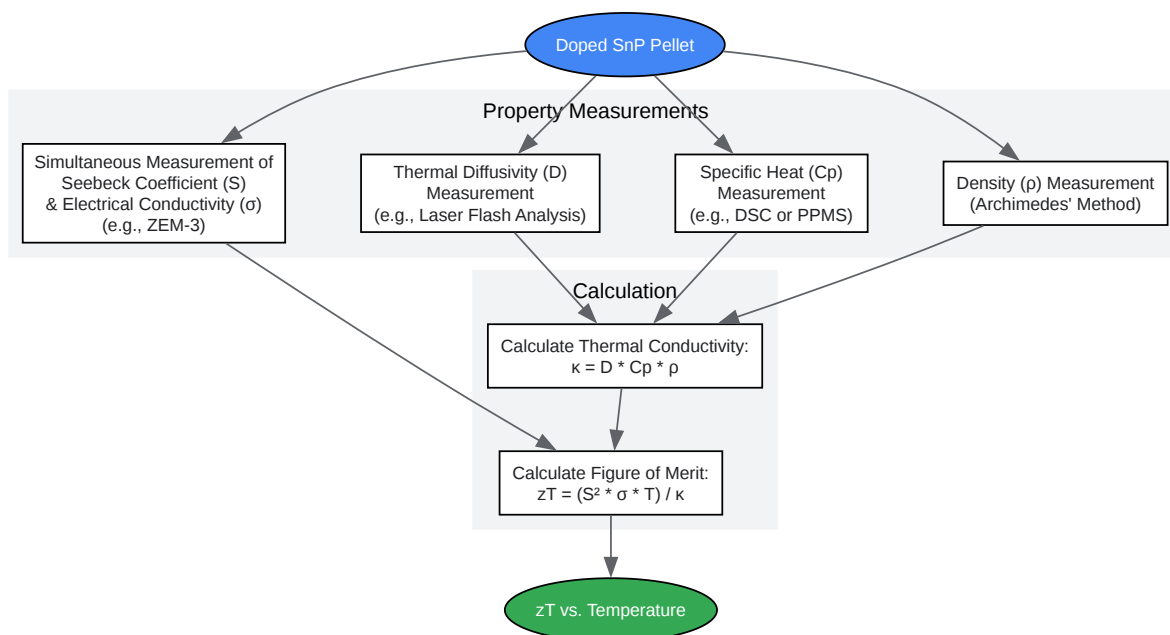 Doped SnP Pellet
Property Measurements
Simultaneous Measurement of
Seebeck Coefficient (S)
& Electrical Conductivity (σ)
(e.g., ZEM-3)
Thermal Diffusivity (D)
Measurement
(e.g., Laser Flash Analysis)
Specific Heat (Cp)
Measurement
(e.g., DSC or PPMS)
Density (ρ) Measurement
(Archimedes' Method)
Calculation
Calculate Thermal Conductivity:
κ = D * Cp * ρ
Calculate Figure of Merit:
zT = (S² * σ * T) / κ
zT vs. Temperature